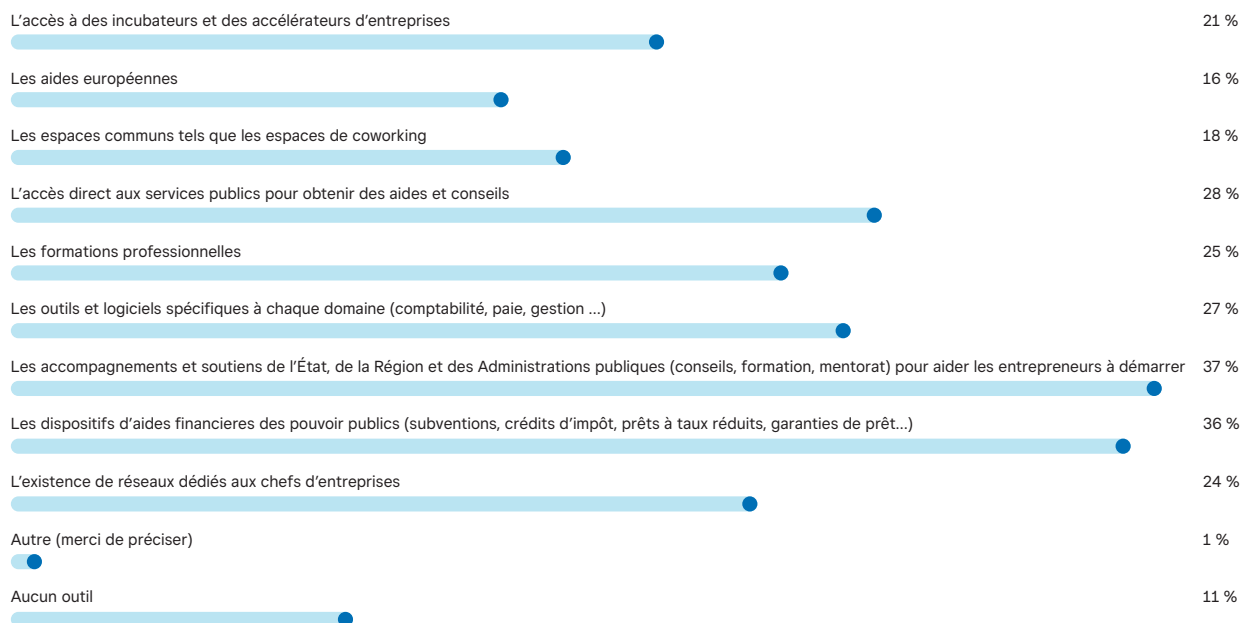 L’accès à des incubateurs et des accélérateurs d’entreprises 21 %
Les aides européennes 16 %
Les espaces communs tels que les espaces de coworking 18 %
L’accès direct aux services publics pour obtenir des aides et conseils 28 %
Les formations professionnelles 25 %
Les outils et logiciels spécifiques à chaque domaine (comptabilité, paie, gestion ...) 27 %
Les accompagnements et soutiens de l’État, de la Région et des Administrations publiques (conseils, formation, mentorat) pour aider les entrepreneurs à démarrer 37 %
Les dispositifs d’aides financieres des pouvoir publics (subventions, crédits d’impôt, prêts à taux réduits, garanties de prêt...) 36 %
L’existence de réseaux dédiés aux chefs d’entreprises 24 %
Autre (merci de préciser) 1 %
Aucun outil 11 %